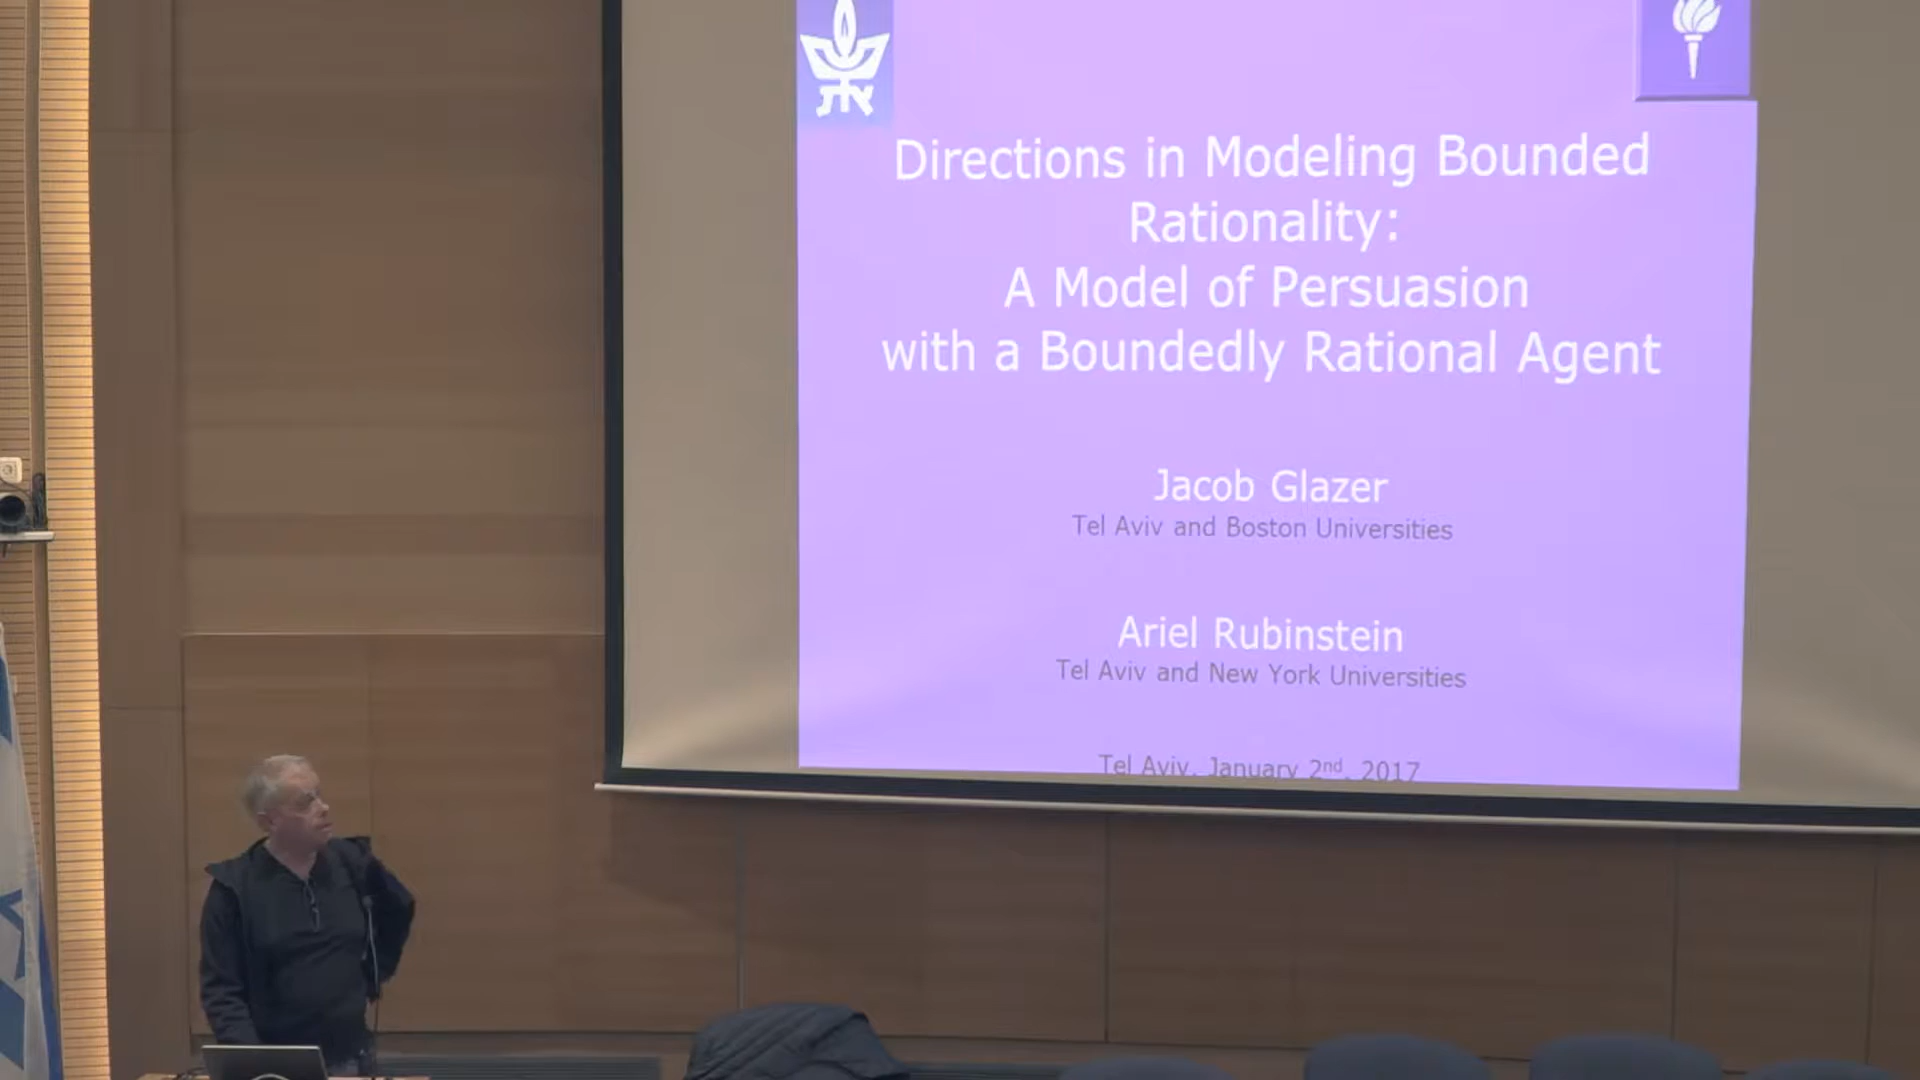 את
Directions in Modeling Bounded
Rationality:
A Model of Persuasion
with a Boundedly Rational Agent
Jacob Glazer
Tel Aviv and Boston Universities
Ariel Rubinstein
Tel Aviv and New York Universities
Tel Aviv, January 2nd, 2017